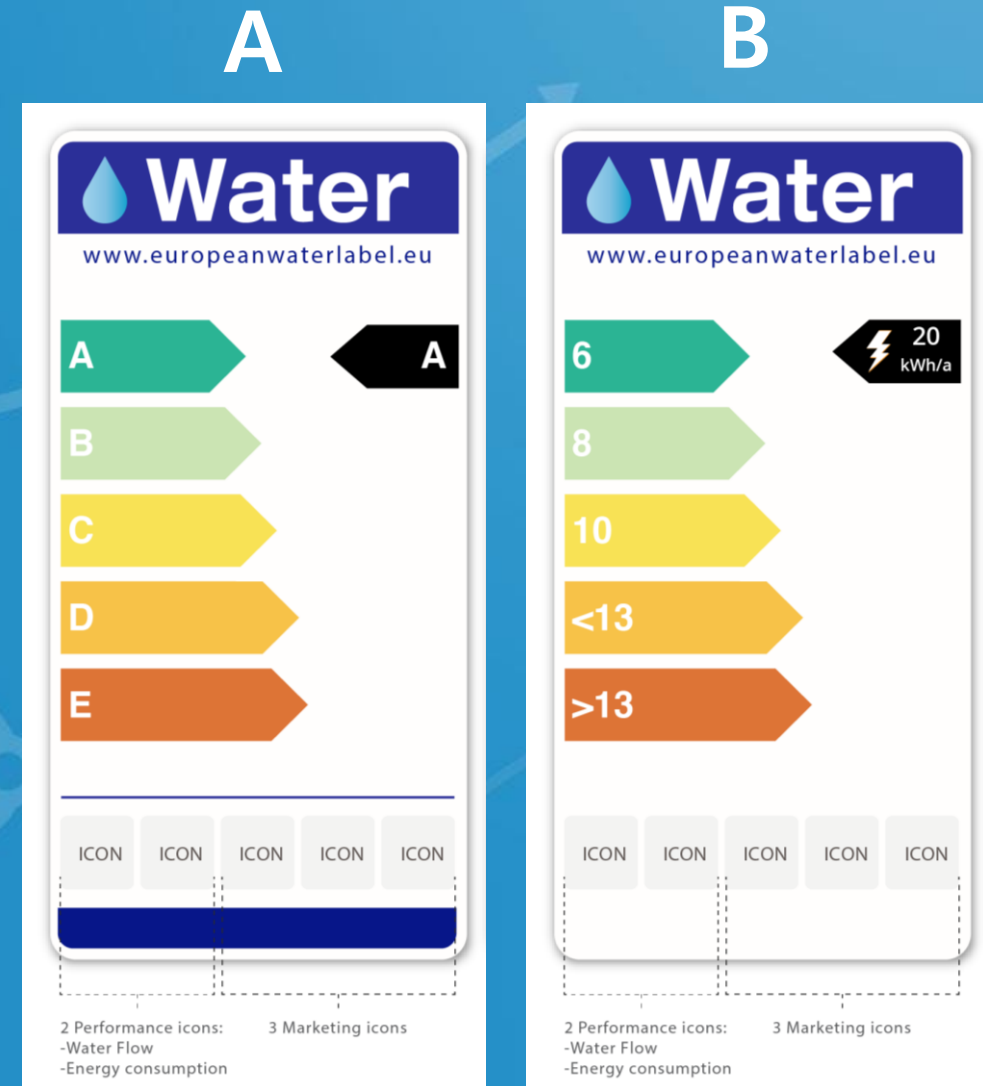 A
Water
www.europeanwaterlabel.eu
A
A
B
C
D
E
ICON ICON ICON ICON ICON
2 Performance icons:
-Water Flow
-Energy consumption
3 Marketing icons
B
Water
www.europeanwaterlabel.eu
6
20
kWh/a
8
10
<13
>13
ICON ICON ICON ICON ICON
2 Performance icons:
-Water Flow
-Energy consumption
3 Marketing icons